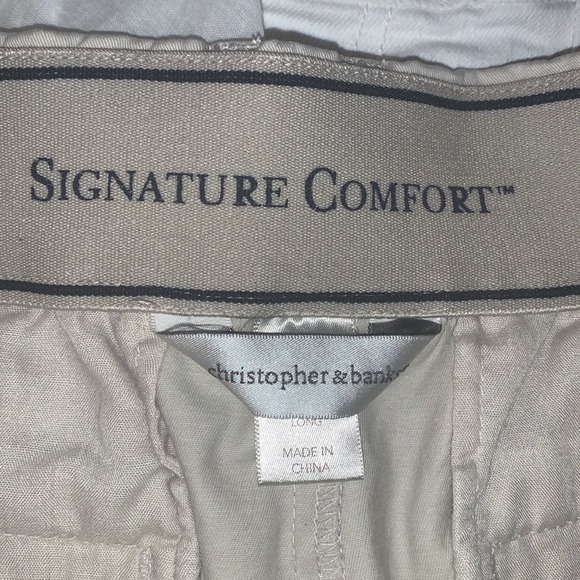 SIGNATURE COMFORT™
christopher & banks
LONG
MADE IN
CHINA